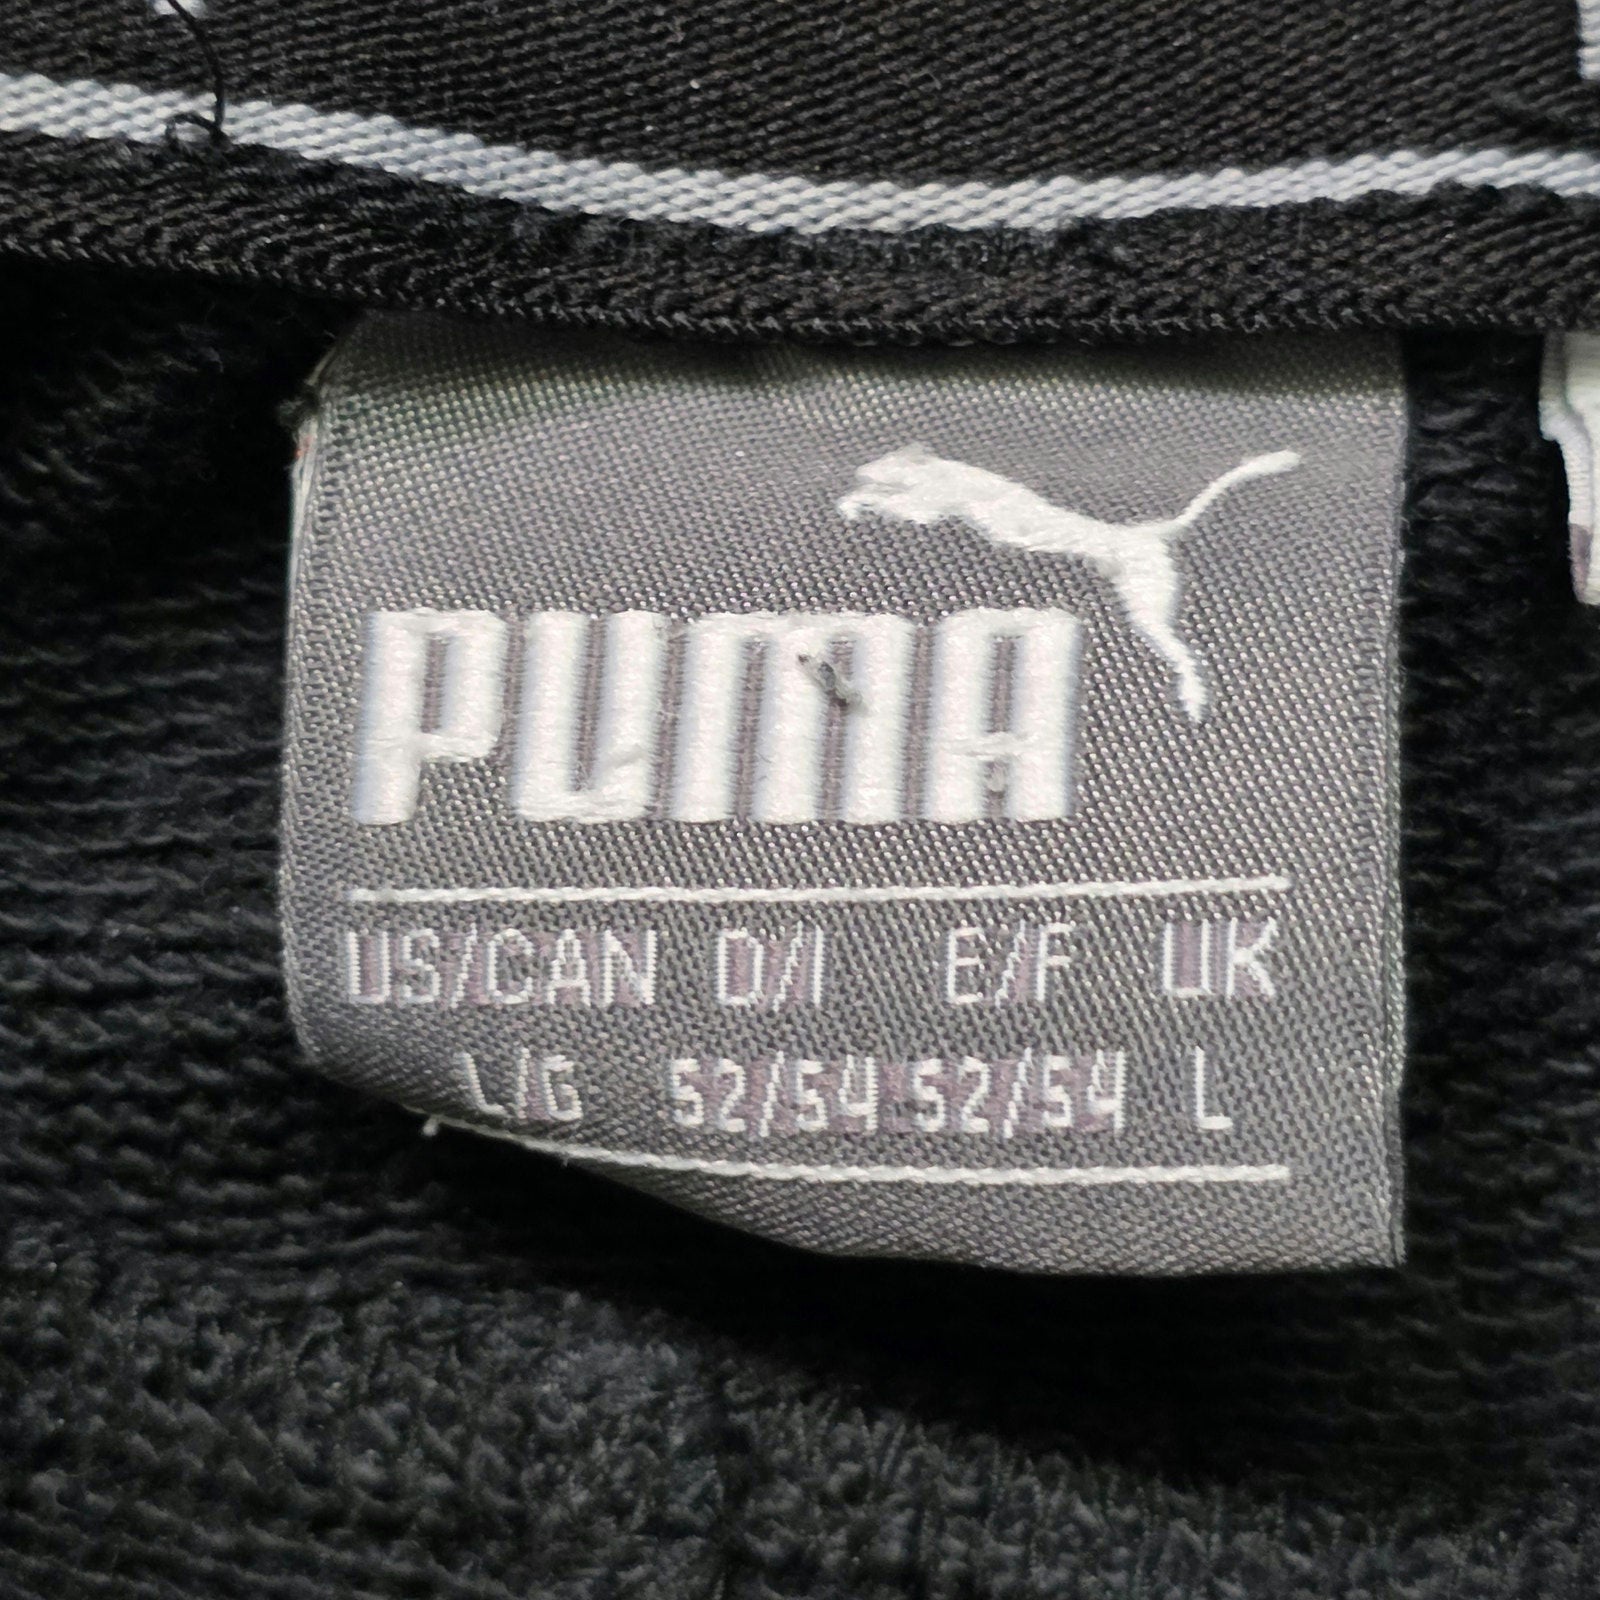 PUMA
US/CAN D/I E/F UK
L/G 52/54 52/54 L